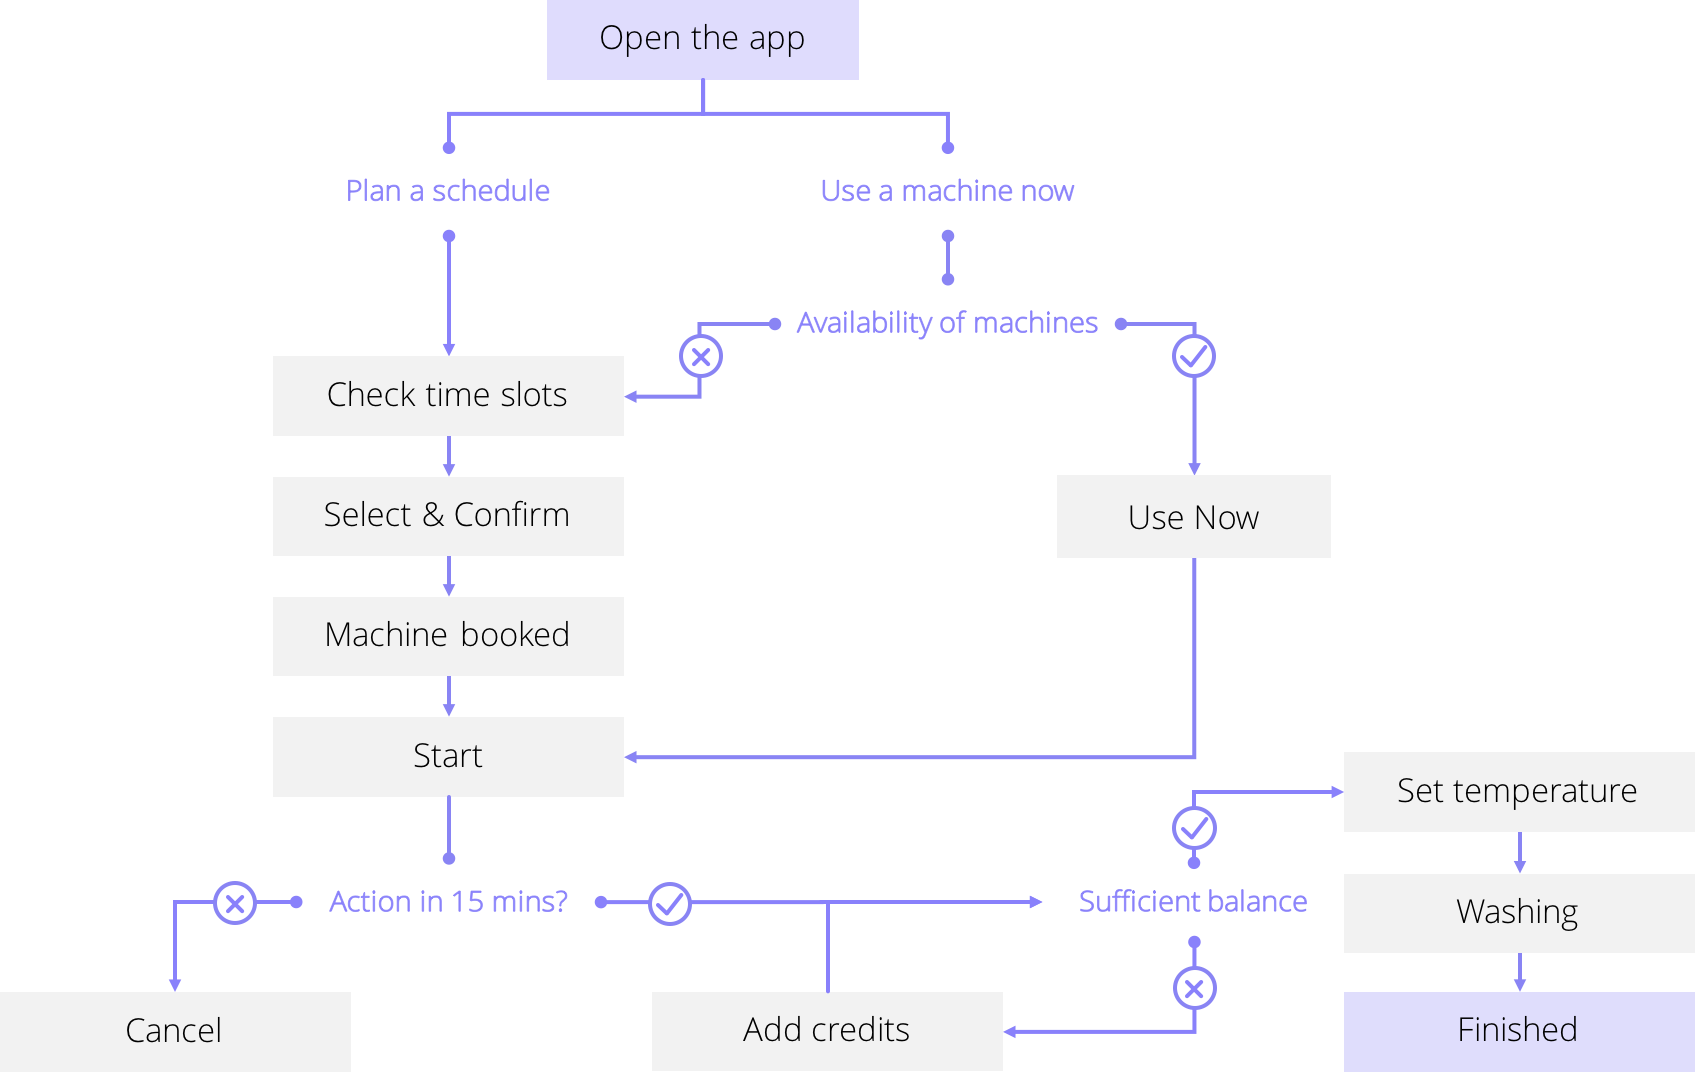 Open the app
Plan a schedule
Use a machine now
Availability of machines
Check time slots
Select & Confirm
Use Now
Machine booked
Start
Set temperature
Action in 15 mins?
Sufficient balance
Washing
Cancel
Add credits
Finished